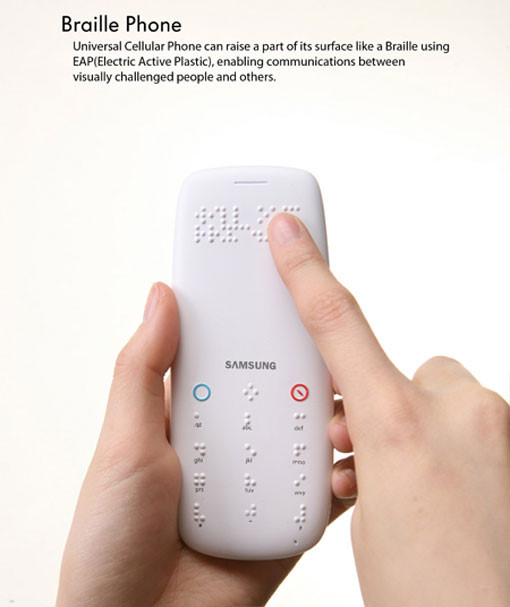 Braille Phone
Universal Cellular Phone can raise a part of its surface like a Braille using
EAP(Electric Active Plastic), enabling communications between
visually challenged people and others.
SAMSUNG
abc def
ghi jkl mno
prs tuv wxy